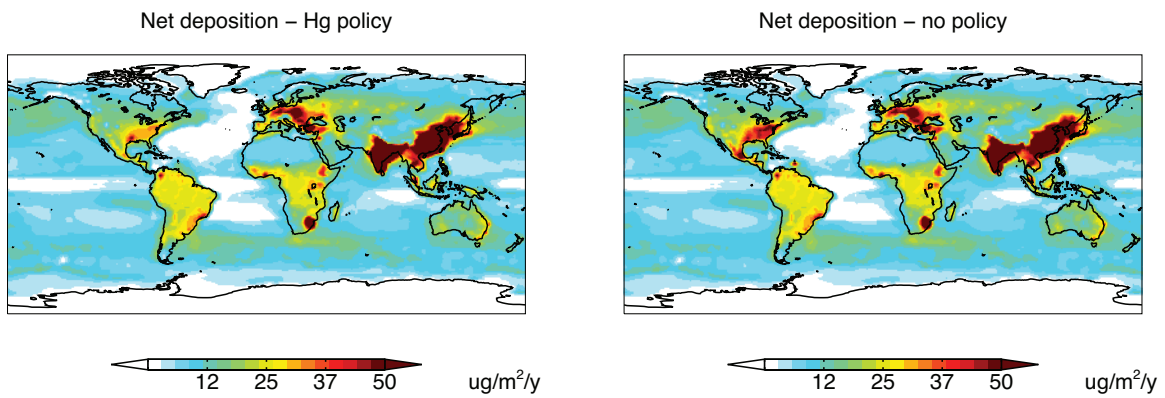 Net deposition – Hg policy
12 25 37 50 ug/m²/y
Net deposition – no policy
12 25 37 50 ug/m²/y